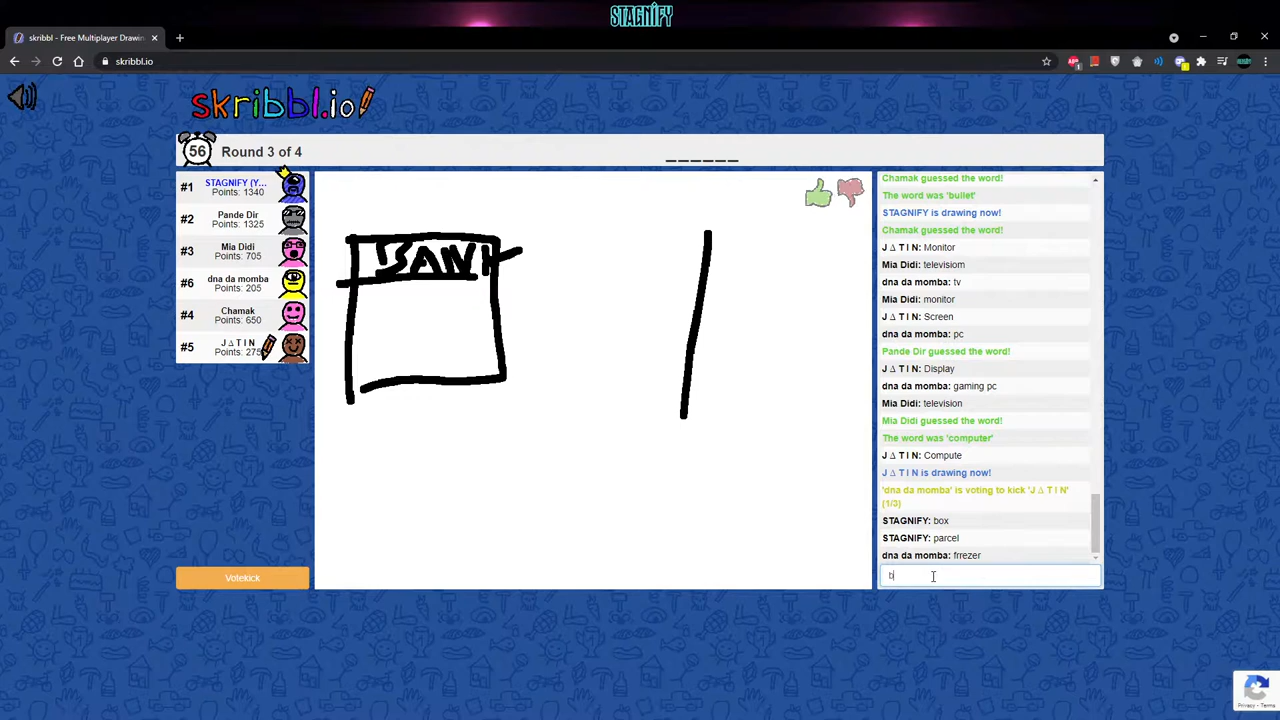 STAGNIFY
skribbl - Free Multiplayer Drawin
skribbl.io
skribbl.io
56
Round 3 of 4
______
#1
STAGNIFY (Y...
Points: 1340
#2
Pande Dir
Points: 1325
#3
Mia Didi
Points: 705
#6
dna da momba
Points: 205
#4
Chamak
Points: 650
#5
J Δ T I N
Points: 275
Votekick
BANK
Chamak guessed the word!
The word was 'bullet'
STAGNIFY is drawing now!
Chamak guessed the word!
J Δ T I N: Monitor
Mia Didi: televisiom
dna da momba: tv
Mia Didi: monitor
J Δ T I N: Screen
dna da momba: pc
Pande Dir guessed the word!
J Δ T I N: Display
dna da momba: gaming pc
Mia Didi: television
Mia Didi guessed the word!
The word was 'computer'
J Δ T I N: Compute
J Δ T I N is drawing now!
'dna da momba' is voting to kick 'J Δ T I N'
(1/3)
STAGNIFY: box
STAGNIFY: parcel
dna da momba: frrezer
b
Privacy - Terms